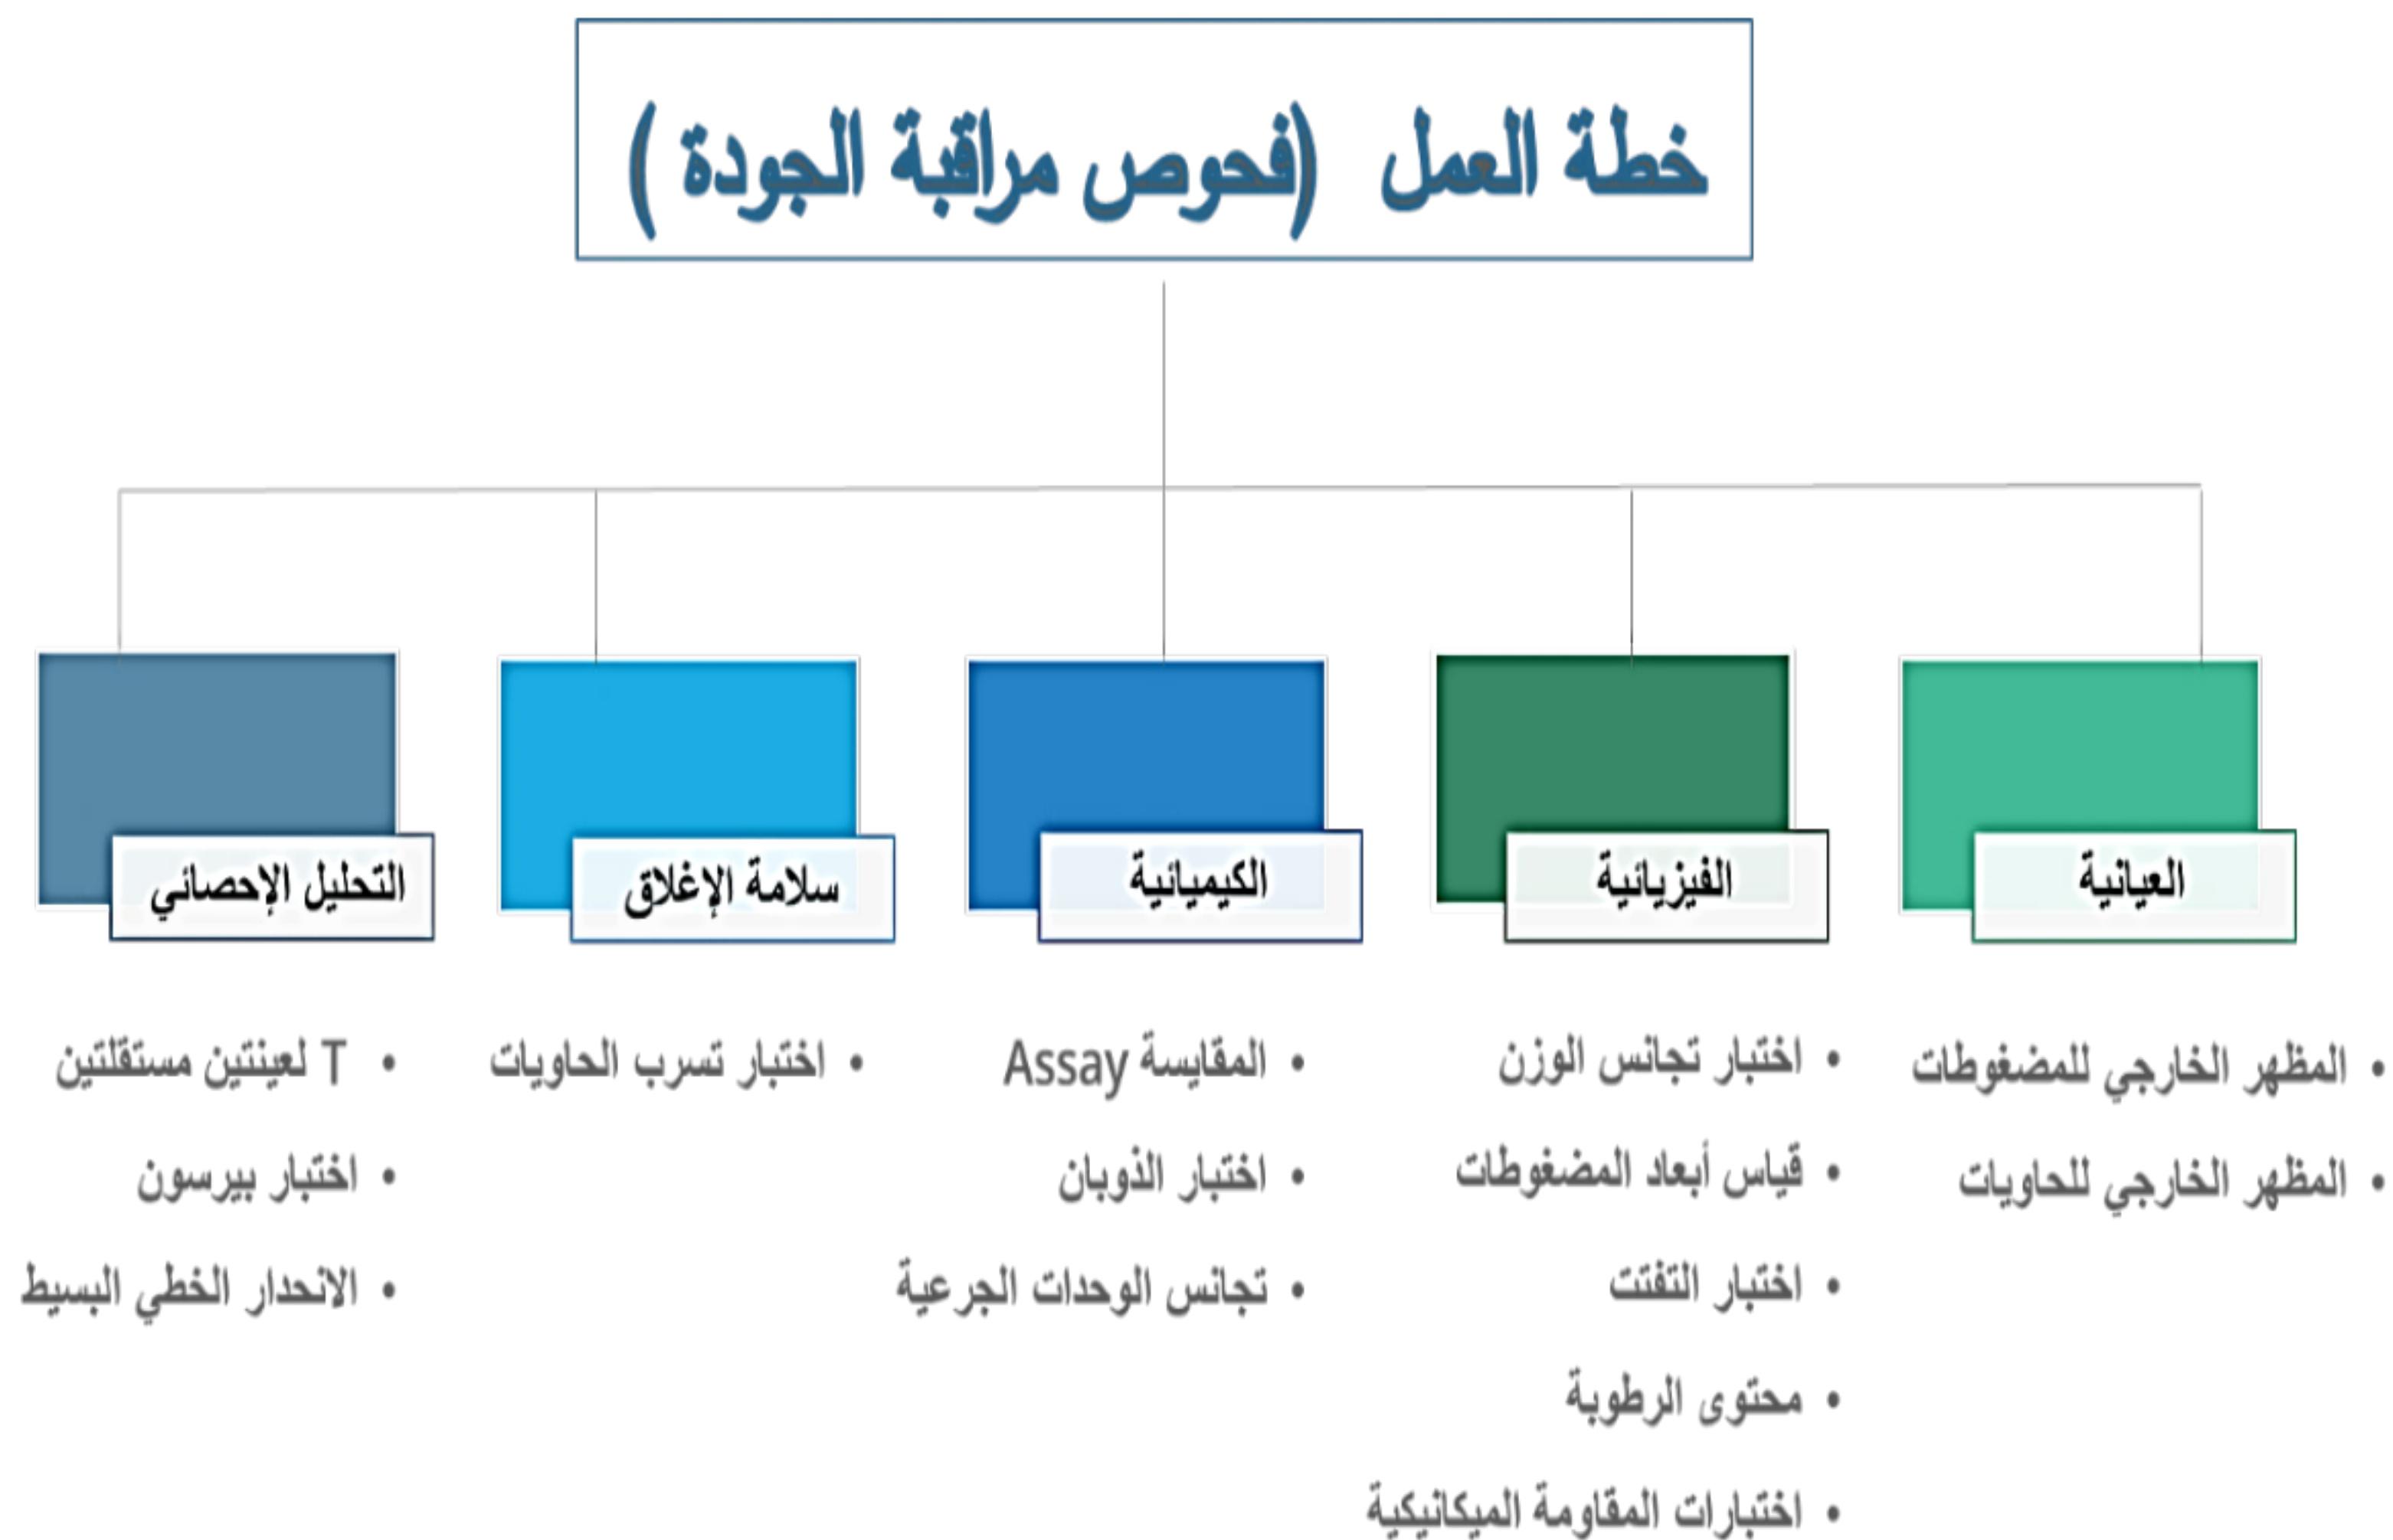 خطة العمل (فحوص مراقبة الجودة )
العيانية
• المظهر الخارجي للمضغوطات
• المظهر الخارجي للحاويات
الفيزيائية
• اختبار تجانس الوزن
• قياس أبعاد المضغوطات
• اختبار التفتت
• محتوى الرطوبة
• اختبارات المقاومة الميكانيكية
الكيميائية
• المقايسة Assay
• اختبار الذوبان
• تجانس الوحدات الجرعية
سلامة الإغلاق
• اختبار تسرب الحاويات
التحليل الإحصائي
• T لعينتين مستقلتين
• اختبار بيرسون
• الانحدار الخطي البسيط